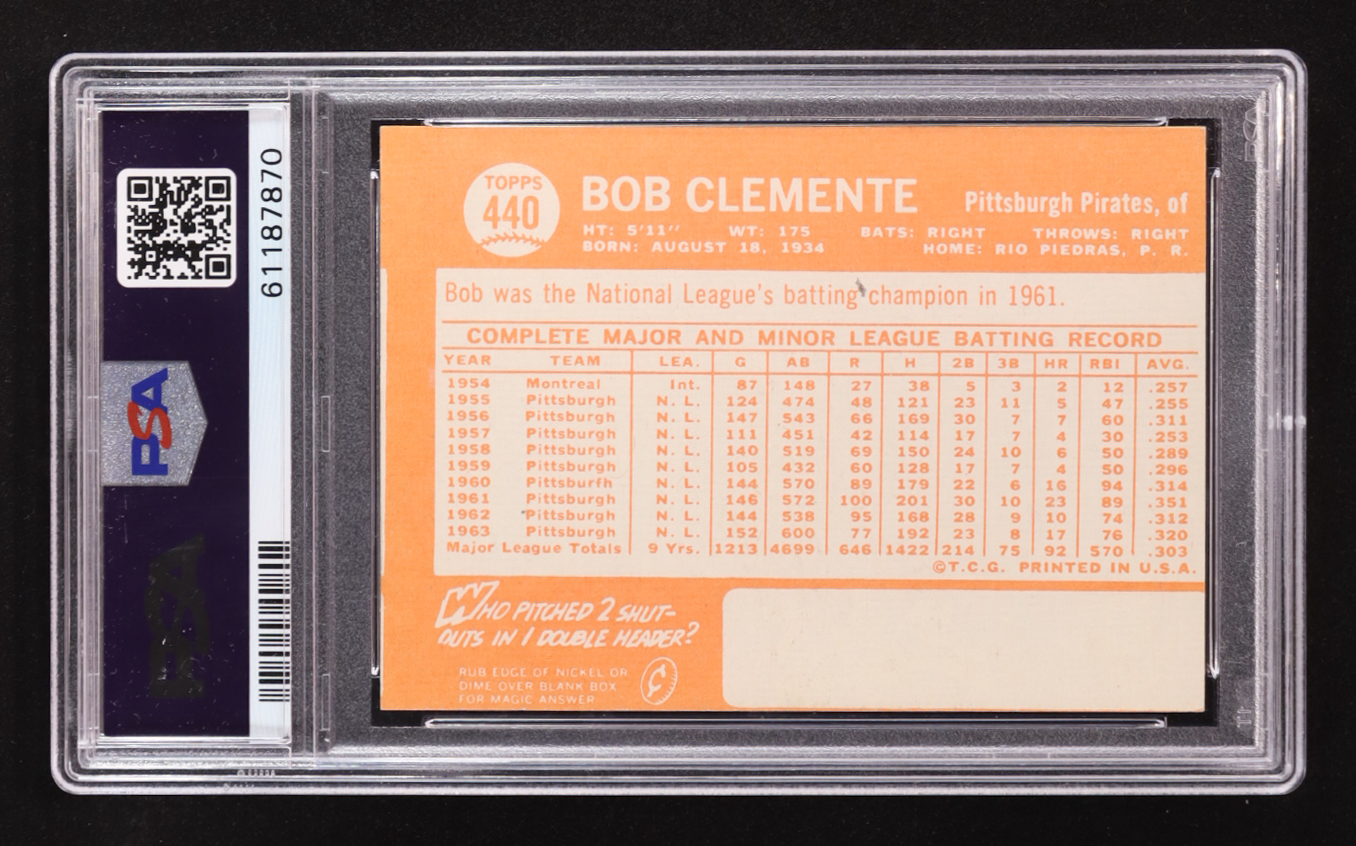 61187870
PSA
PSA
TOPPS
440
BOB CLEMENTE
Pittsburgh Pirates, of
HT: 5'11" WT: 175 BATS: RIGHT THROWS: RIGHT
BORN: AUGUST 18, 1934 HOME: RIO PIEDRAS, P. R.
Bob was the National League's batting champion in 1961.
COMPLETE MAJOR AND MINOR LEAGUE BATTING RECORD
YEAR TEAM LEA. G AB R H 2B 3B HR RBI AVG.
1954 Montreal Int. 87 148 27 38 5 3 2 12 .257
1955 Pittsburgh N. L. 124 474 48 121 23 11 5 47 .255
1956 Pittsburgh N. L. 147 543 66 169 30 7 7 60 .311
1957 Pittsburgh N. L. 111 451 42 114 17 7 4 30 .253
1958 Pittsburgh N. L. 140 519 69 150 24 10 6 50 .289
1959 Pittsburgh N. L. 105 432 60 128 17 7 4 50 .296
1960 Pittsburfh N. L. 144 570 89 179 22 6 16 94 .314
1961 Pittsburgh N. L. 146 572 100 201 30 10 23 89 .351
1962 Pittsburgh N. L. 144 538 95 168 28 9 10 74 .312
1963 Pittsburgh N. L. 152 600 77 192 23 8 17 76 .320
Major League Totals 9 Yrs. 1213 4699 646 1422 214 75 92 570 .303
©T.C.G. PRINTED IN U.S.A.
WHO PITCHED 2 SHUT-
OUTS IN 1 DOUBLE HEADER?
RUB EDGE OF NICKEL OR
DIME OVER BLANK BOX
FOR MAGIC ANSWER
¢